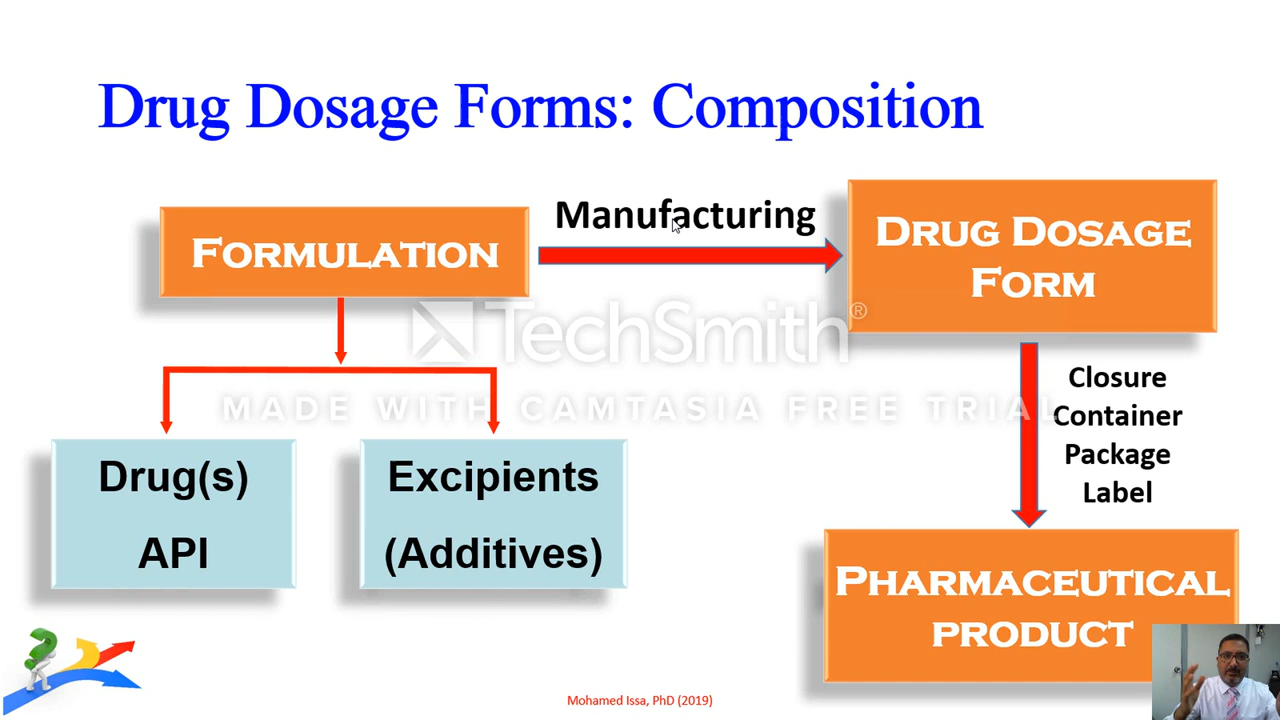 Drug Dosage Forms: Composition
Manufacturing
FORMULATION
DRUG DOSAGE
FORM
TechSmith®
MADE WITH CAMTASIA FREE TRIAL
Closure
Container
Package
Label
Drug(s)
API
Excipients
(Additives)
PHARMACEUTICAL
PRODUCT
Mohamed Issa, PhD (2019)